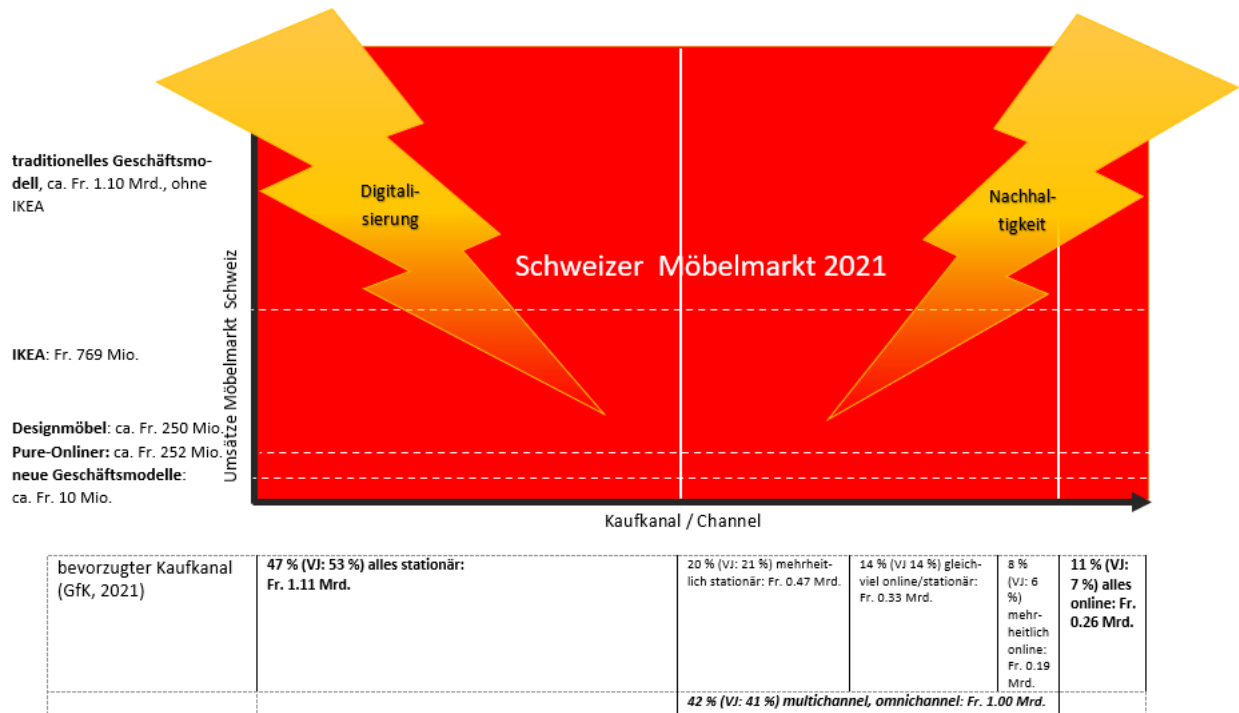 traditionelles Geschäftsmo-
dell, ca. Fr. 1.10 Mrd., ohne
IKEA
IKEA: Fr. 769 Mio.
Designmöbel: ca. Fr. 250 Mio.
Pure-Onliner: ca. Fr. 252 Mio.
neue Geschäftsmodelle:
ca. Fr. 10 Mio.
Umsätze Möbelmarkt Schweiz
Digitali-
sierung
Nachhal-
tigkeit
Schweizer Möbelmarkt 2021
Kaufkanal / Channel
bevorzugter Kaufkanal
(GfK, 2021)
47 % (VJ: 53 %) alles stationär:
Fr. 1.11 Mrd.
20 % (VJ: 21 %) mehrheit-
lich stationär: Fr. 0.47 Mrd.
14 % (VJ 14 %) gleich-
viel online/stationär:
Fr. 0.33 Mrd.
8 %
(VJ: 6
%)
mehr-
heitlich
online:
Fr. 0.19
Mrd.
11 % (VJ:
7 %) alles
online: Fr.
0.26 Mrd.
42 % (VJ: 41 %) multichannel, omnichannel: Fr. 1.00 Mrd.